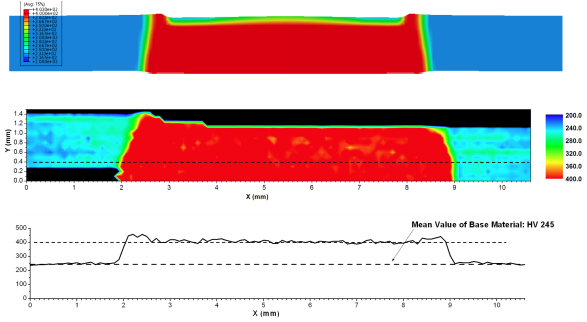 (Avg: 75%)
1.4
1.2
1.0
0.8
0.6
0.4
0.2
0.0
Y (mm)
0 1 2 3 4 5 6 7 8 9 10
X (mm)
200.0
240.0
280.0
320.0
360.0
400.0
Mean Value of Base Material: HV 245
500
400
300
200
100
0
0 1 2 3 4 5 6 7 8 9 10
X (mm)